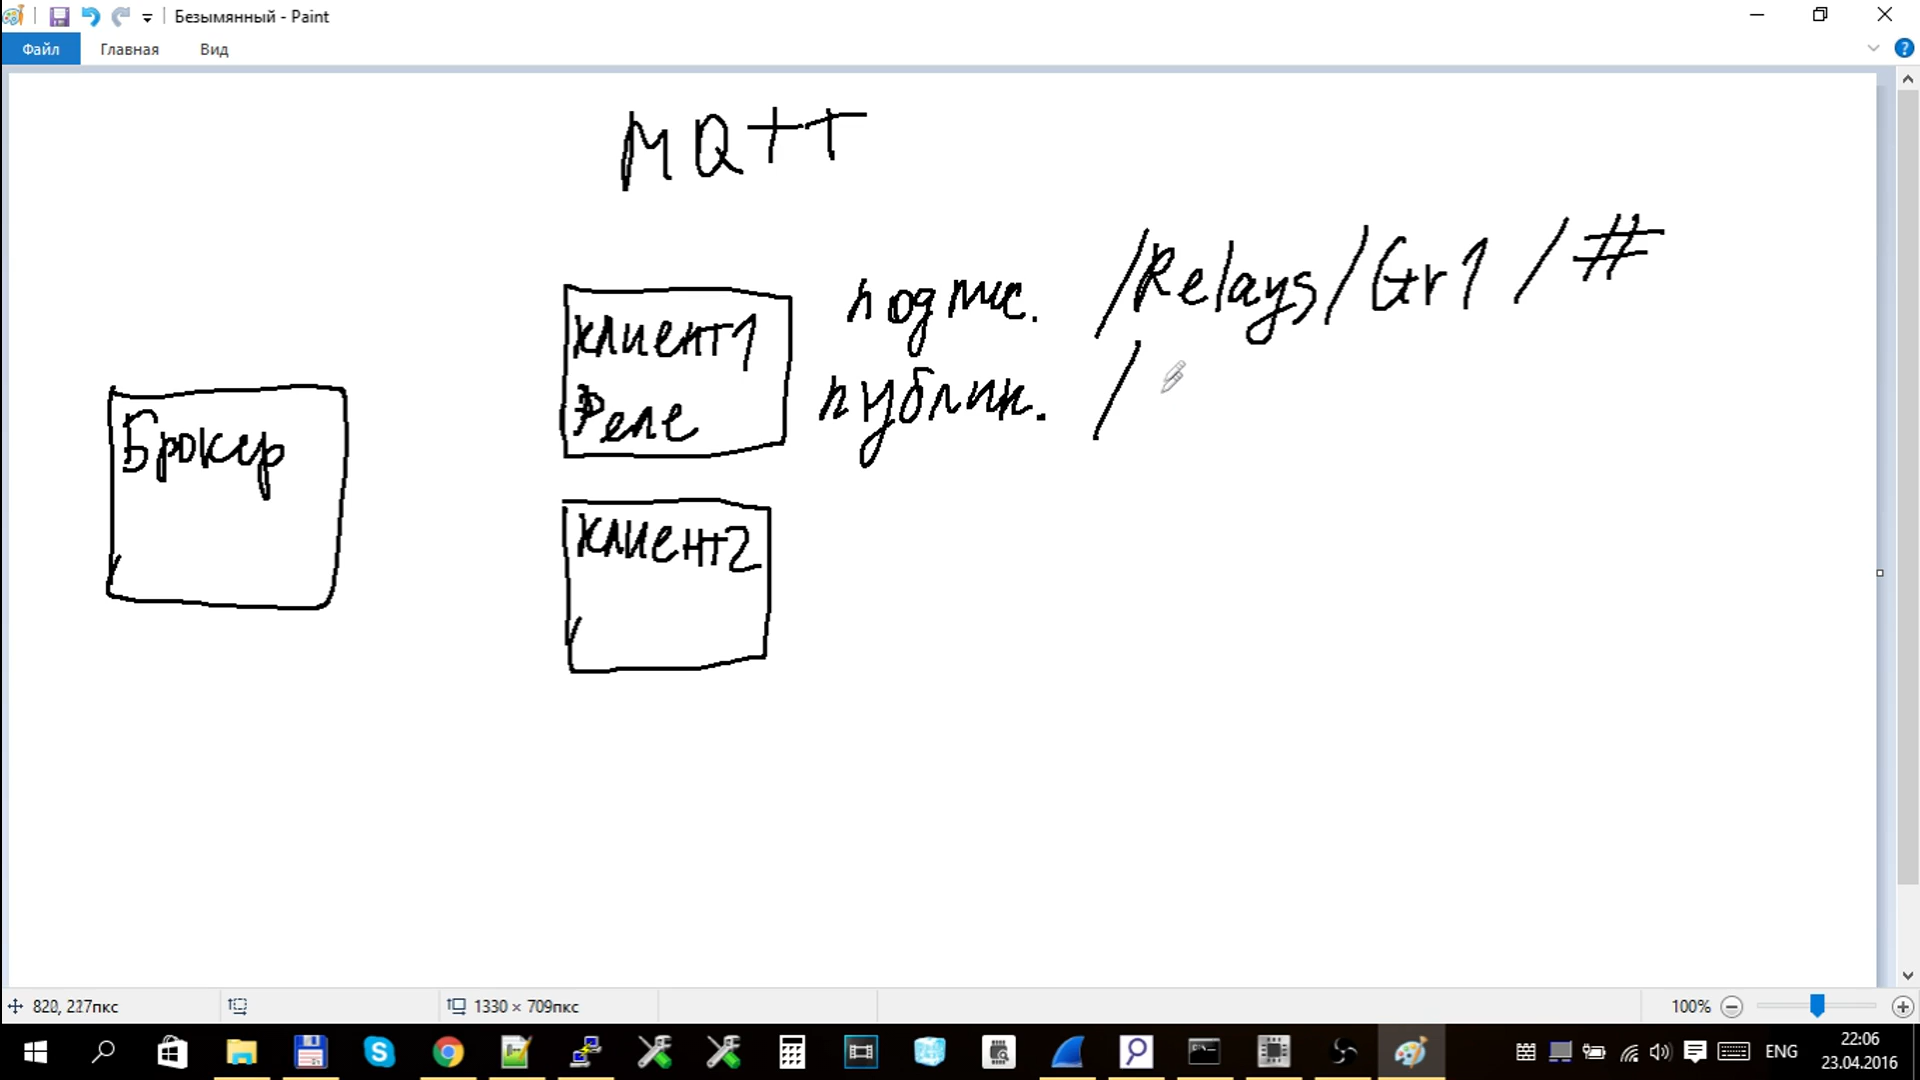 Безымянный - Paint
Файл Главная Вид
MQTT
подпис. /Relays/Gr1/#
Клиент1
Реле
публик. /
Брокер
Клиент2
820, 227пкс 1330 × 709пкс 100%
ENG 22:06
23.04.2016